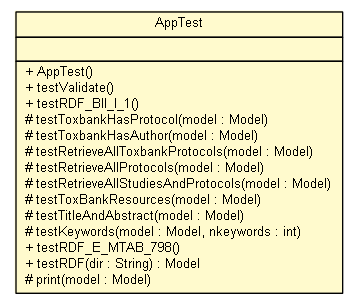 AppTest
+ AppTest()
+ testValidate()
+ testRDF_BII_I_1()
# testToxbankHasProtocol(model : Model)
# testToxbankHasAuthor(model : Model)
# testRetrieveAllToxbankProtocols(model : Model)
# testRetrieveAllProtocols(model : Model)
# testRetrieveAllStudiesAndProtocols(model : Model)
# testToxBankResources(model : Model)
# testTitleAndAbstract(model : Model)
# testKeywords(model : Model, nkeywords : int)
+ testRDF_E_MTAB_798()
+ testRDF(dir : String) : Model
# print(model : Model)